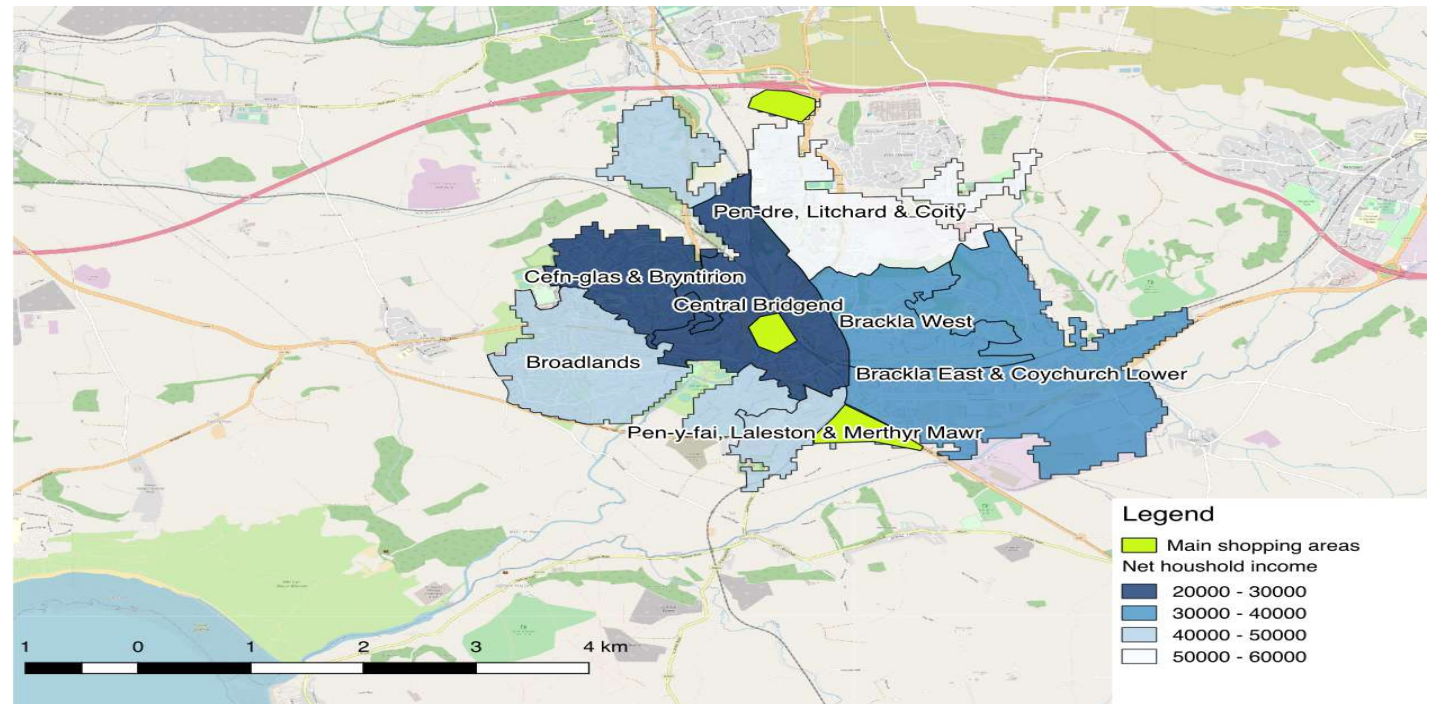 Pen-dre, Litchard & Coity
Cefn-glas & Bryntirion
Central Bridgend
Brackla West
Broadlands
Brackla East & Coychurch Lower
Pen-y-fai, Laleston & Merthyr Mawr
Legend
Main shopping areas
Net houshold income
20000 - 30000
30000 - 40000
40000 - 50000
50000 - 60000
1 0 1 2 3 4 km